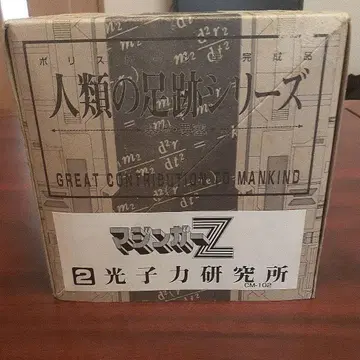 ポリスト 完成品
人類の足跡シリーズ
GREAT CONTRIBUTION TO MANKIND
マジンガーZ
2 光子力研究所
CM-102